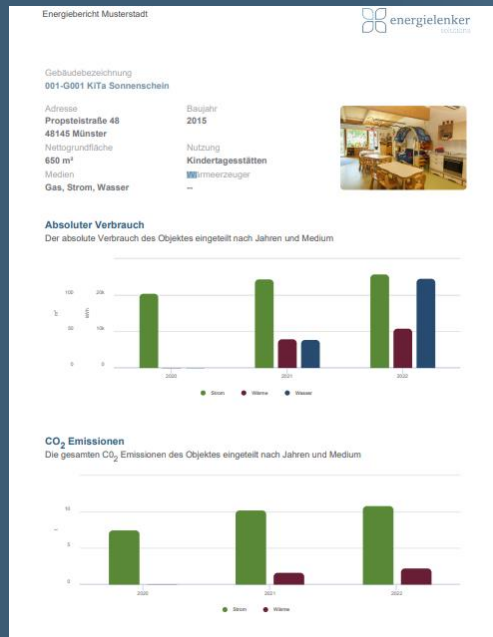 Energiebericht Musterstadt
energielenker
solutions
Gebäudebezeichnung
001-G001 KiTa Sonnenschein
Adresse
Propsteistraße 48
48145 Münster
Baujahr
2015
Nettogrundfläche
650 m²
Nutzung
Kindertagesstätten
Medien
Gas, Strom, Wasser
Wärmeerzeuger
--
Absoluter Verbrauch
Der absolute Verbrauch des Objektes eingeteilt nach Jahren und Medium
m³
kWh
100
20k
50
10k
0
0
2020
2021
2022
Strom
Wärme
Wasser
CO2 Emissionen
Die gesamten C02 Emissionen des Objektes eingeteilt nach Jahren und Medium
t
10
5
0
2020
2021
2022
Strom
Wärme